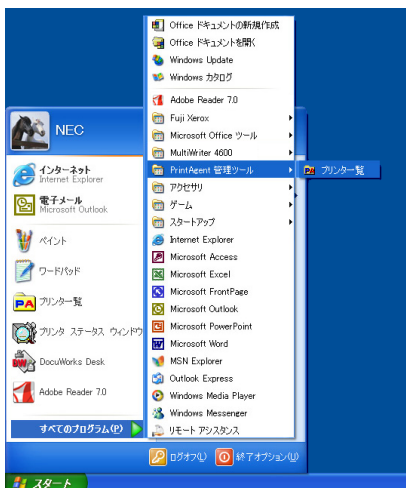 NEC
インターネット
Internet Explorer
電子メール
Microsoft Outlook
ペイント
ワードパッド
プリンタ一覧
プリンタ ステータス ウィンドウ
DocuWorks Desk
Adobe Reader 7.0
すべてのプログラム(P)
Office ドキュメントの新規作成
Office ドキュメントを開く
Windows Update
Windows カタログ
Adobe Reader 7.0
Fuji Xerox
Microsoft Office ツール
MultiWriter 4600
PrintAgent 管理ツール
アクセサリ
ゲーム
スタートアップ
Internet Explorer
Microsoft Access
Microsoft Excel
Microsoft FrontPage
Microsoft Outlook
Microsoft PowerPoint
Microsoft Word
MSN Explorer
Outlook Express
Windows Media Player
Windows Messenger
リモート アシスタンス
プリンタ一覧
ログオフ(L)
終了オプション(U)
スタート